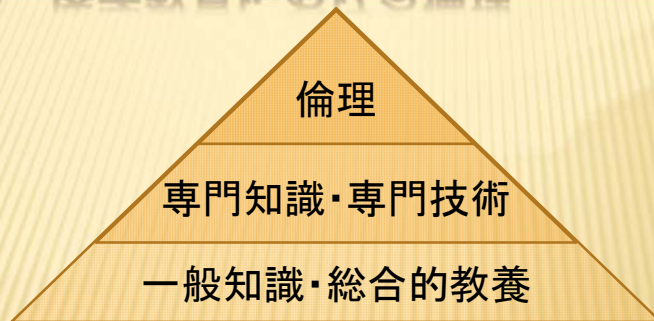 倫理
専門知識・専門技術
一般知識・総合的教養